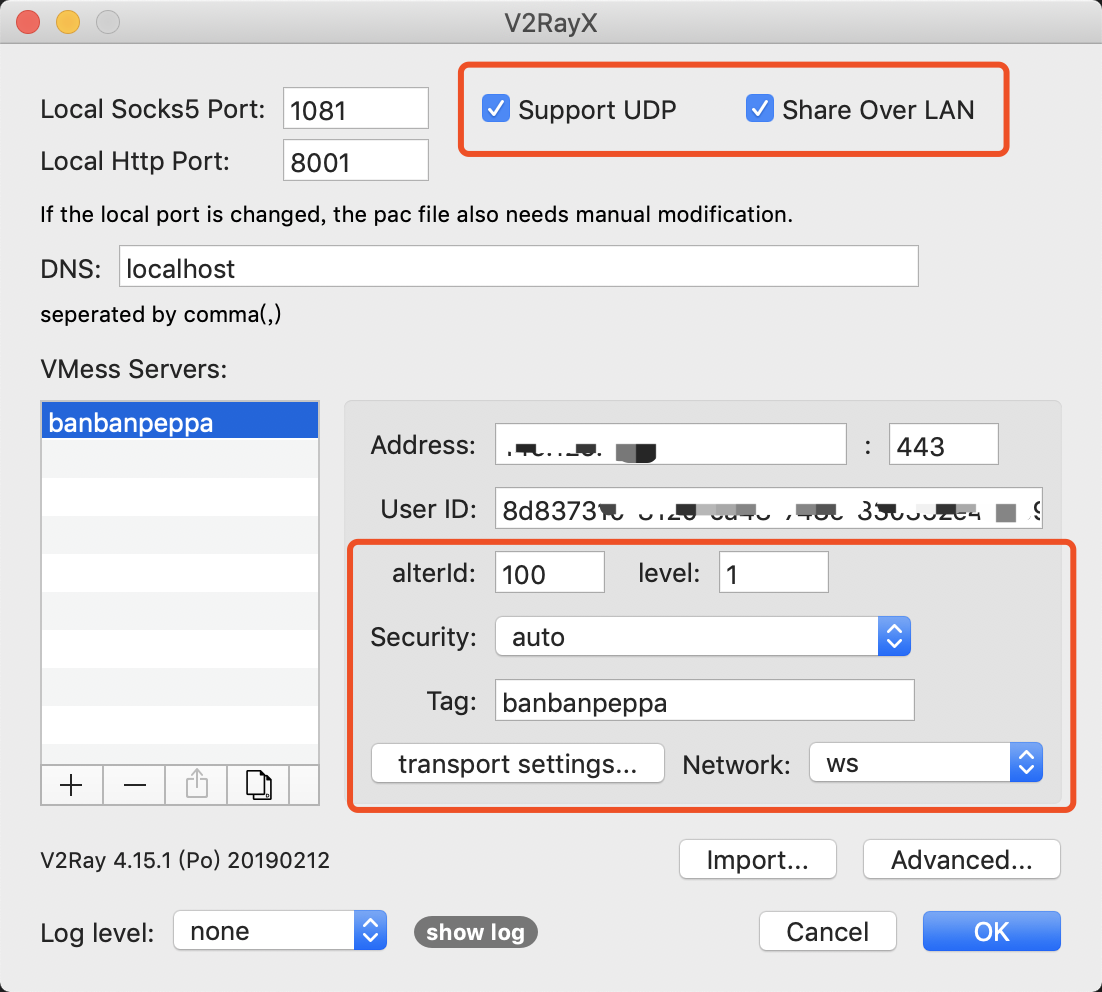 V2RayX
Local Socks5 Port: 1081
Support UDP
Share Over LAN
Local Http Port: 8001
If the local port is changed, the pac file also needs manual modification.
DNS: localhost
seperated by comma(,)
VMess Servers:
banbanpeppa
Address: : 443
User ID:
alterId: 100 level: 1
Security: auto
Tag: banbanpeppa
transport settings... Network: ws
V2Ray 4.15.1 (Po) 20190212
Import... Advanced...
Log level: none show log
Cancel OK